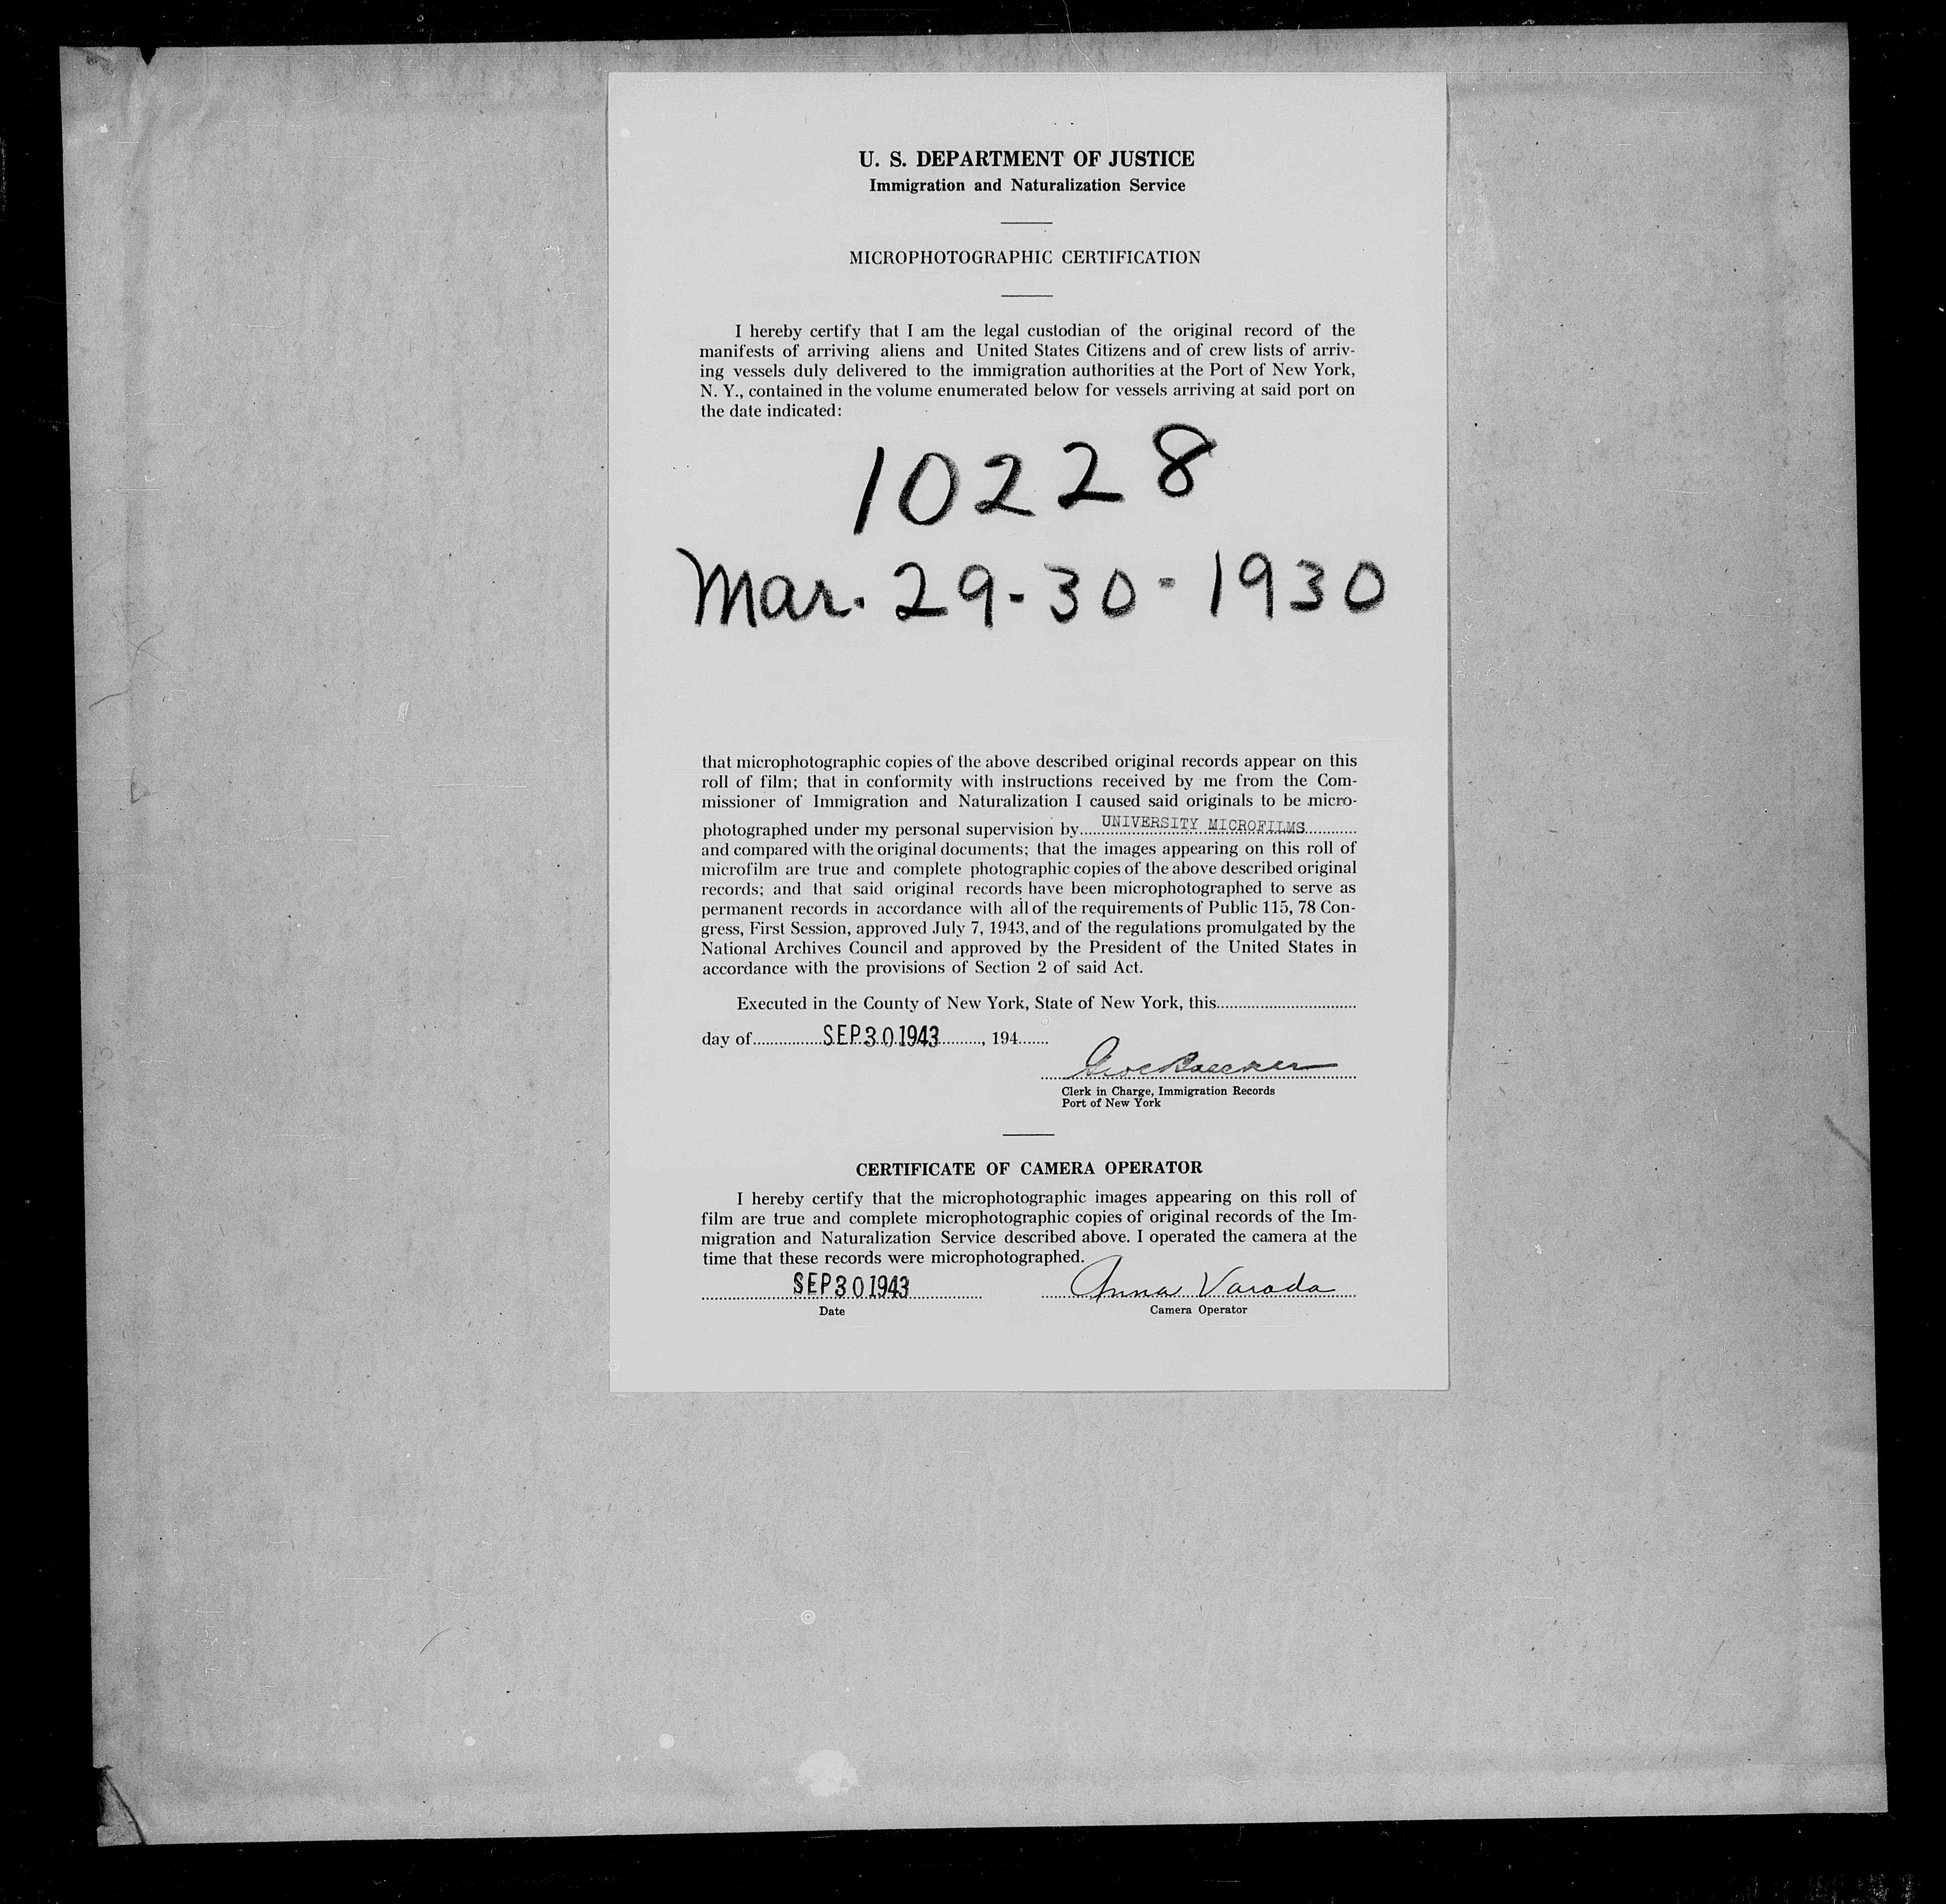 U. S. DEPARTMENT OF JUSTICE
Immigration and Naturalization Service
MICROPHOTOGRAPHIC CERTIFICATION
I hereby certify that I am the legal custodian of the original record of the
manifests of arriving aliens and United States Citizens and of crew lists of arriv-
ing vessels duly delivered to the immigration authorities at the Port of New York,
N. Y., contained in the volume enumerated below for vessels arriving at said port on
the date indicated:
10228
Mar. 29-30-1930
that microphotographic copies of the above described original records appear on this
roll of film; that in conformity with instructions received by me from the Com-
missioner of Immigration and Naturalization I caused said originals to be micro-
photographed under my personal supervision by UNIVERSITY MICROFILMS
and compared with the original documents; that the images appearing on this roll of
microfilm are true and complete photographic copies of the above described original
records; and that said original records have been microphotographed to serve as
permanent records in accordance with all of the requirements of Public 115, 78 Con-
gress, First Session, approved July 7, 1943, and of the regulations promulgated by the
National Archives Council and approved by the President of the United States in
accordance with the provisions of Section 2 of said Act.
Executed in the County of New York, State of New York, this
day of SEP 30 1943, 194
Clerk in Charge, Immigration Records
Port of New York
CERTIFICATE OF CAMERA OPERATOR
I hereby certify that the microphotographic images appearing on this roll of
film are true and complete microphotographic copies of original records of the Im-
migration and Naturalization Service described above. I operated the camera at the
time that these records were microphotographed.
SEP 30 1943 Anna Varada
Date Camera Operator